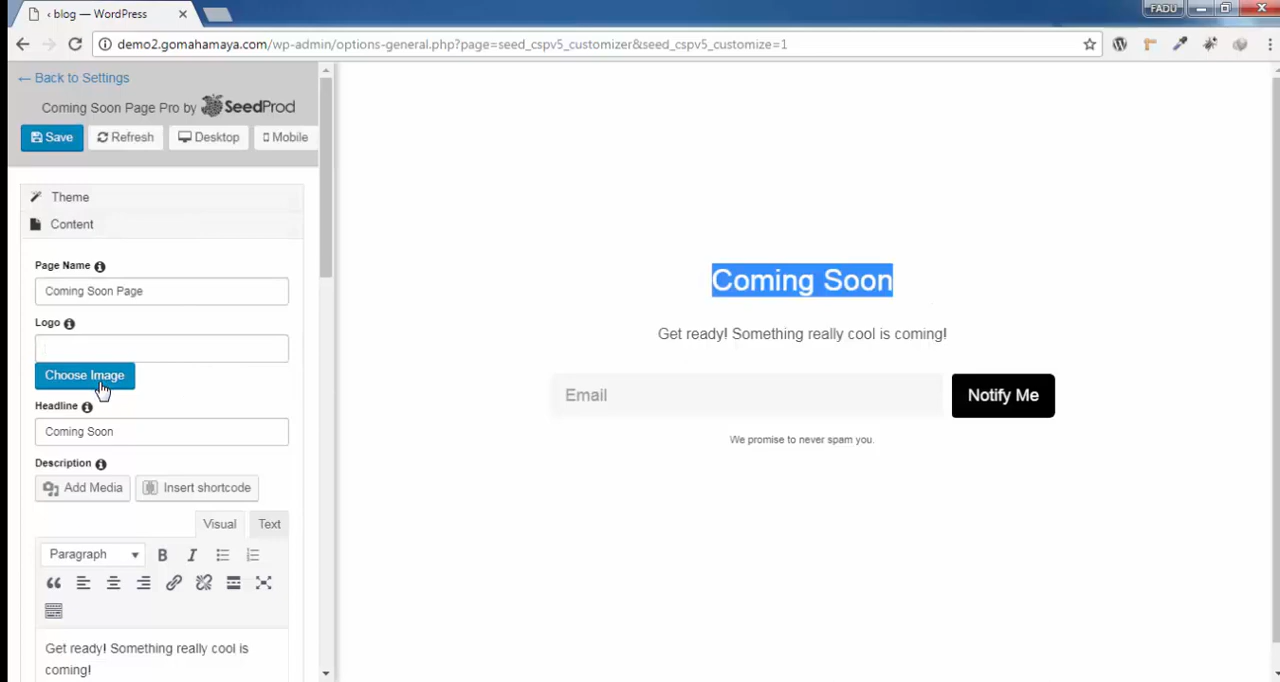 ‹ blog — WordPress
FADU
demo2.gomahamaya.com/wp-admin/options-general.php?page=seed_cspv5_customizer&seed_cspv5_customize=1
← Back to Settings
Coming Soon Page Pro by SeedProd
Save Refresh Desktop Mobile
Theme
Content
Page Name
Coming Soon Page
Logo
Choose Image
Headline
Coming Soon
Description
Add Media Insert shortcode
Visual Text
Paragraph B I
Get ready! Something really cool is
coming!
Coming Soon
Get ready! Something really cool is coming!
Email Notify Me
We promise to never spam you.